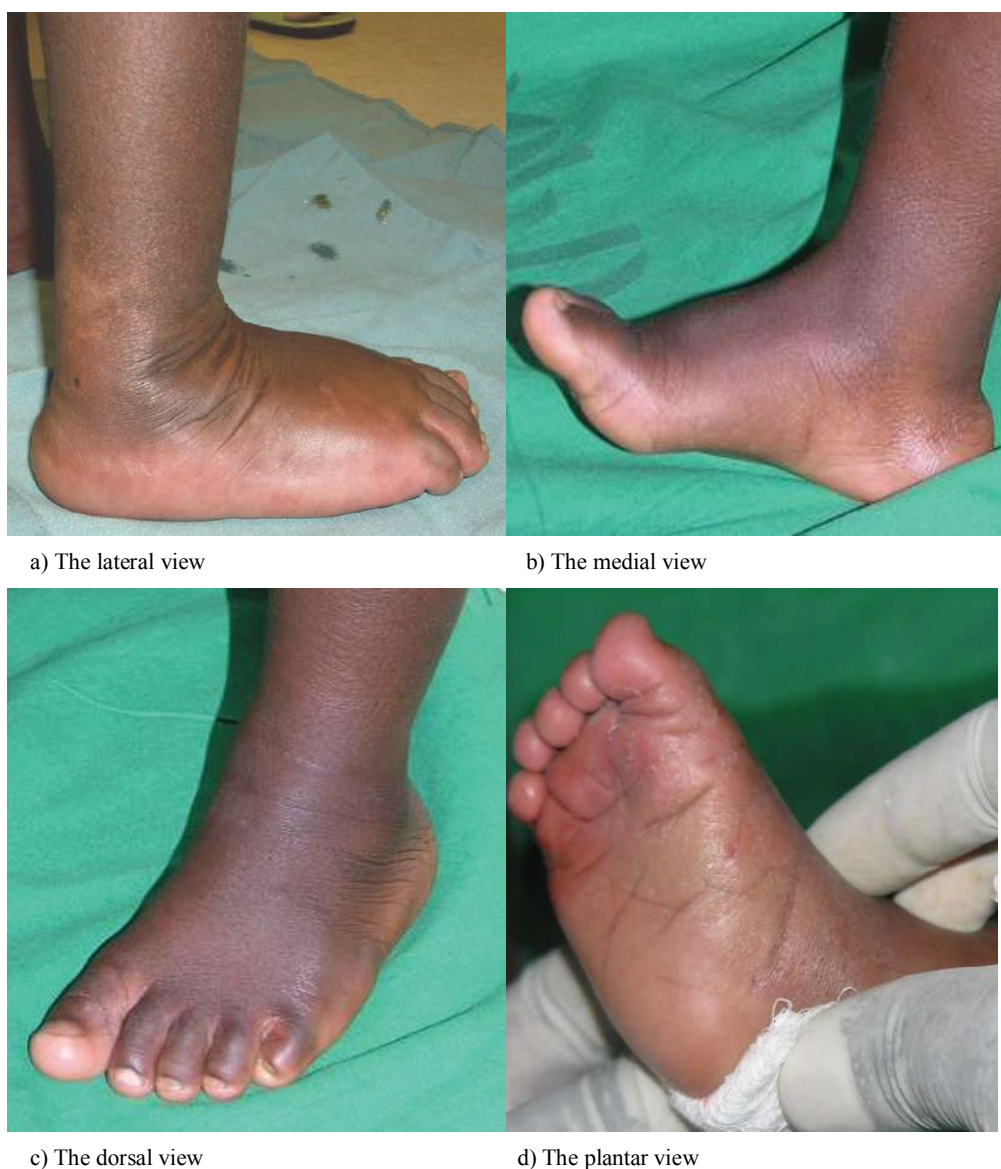 a) The lateral view
b) The medial view
c) The dorsal view
d) The plantar view